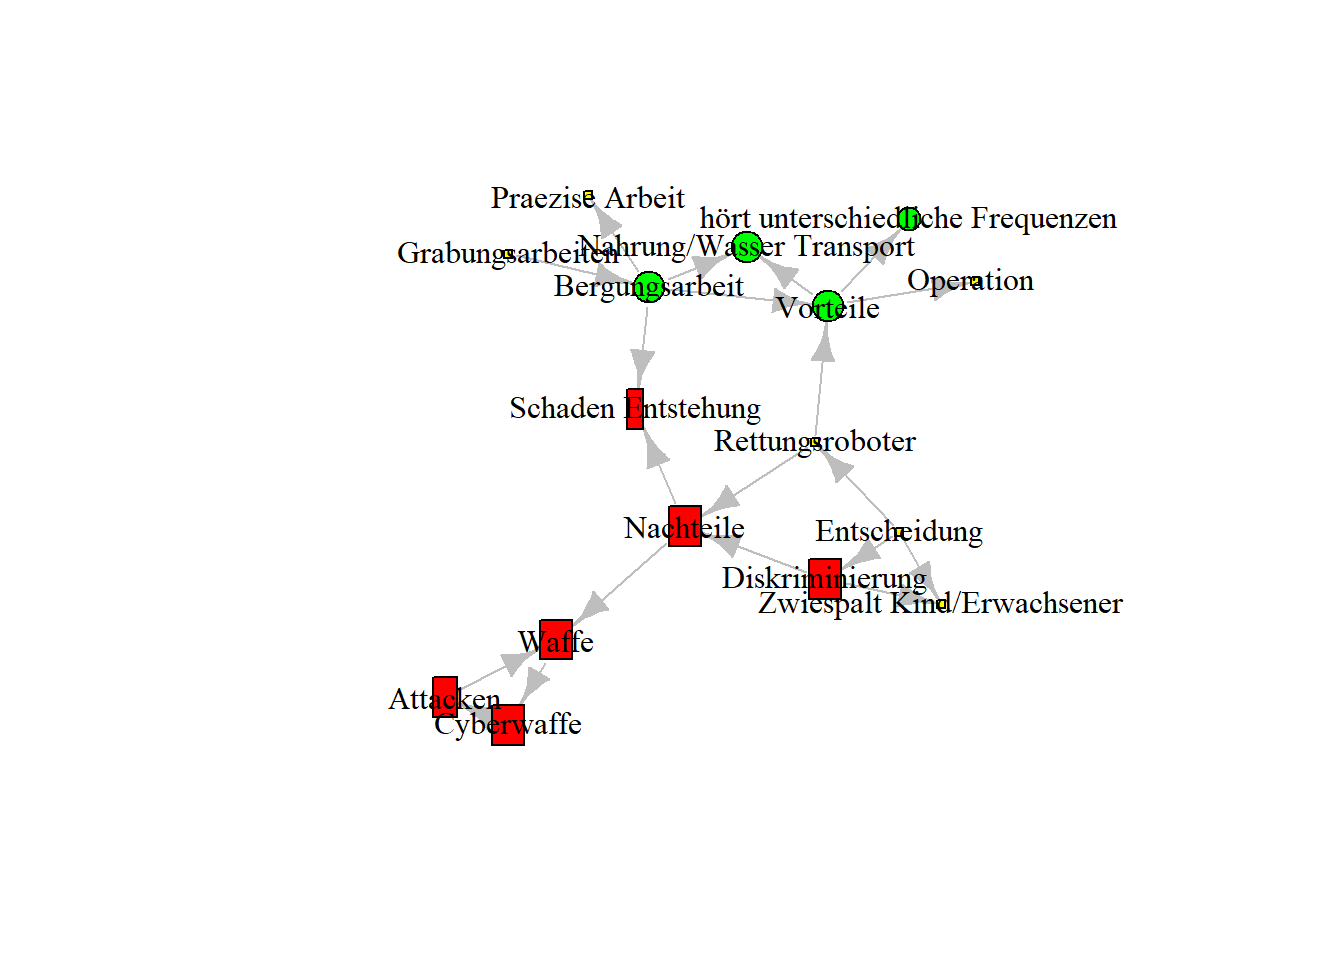 Praezise Arbeit
hört unterschiedliche Frequenzen
Nahrung/Wasser Transport
Grabungsarbeiten
Operation
Bergungsarbeit
Vorteile
Schaden Entstehung
Rettungsroboter
Nachteile
Entscheidung
Diskriminierung
Zwiespalt Kind/Erwachsener
Waffe
Attacken
Cyberwaffe